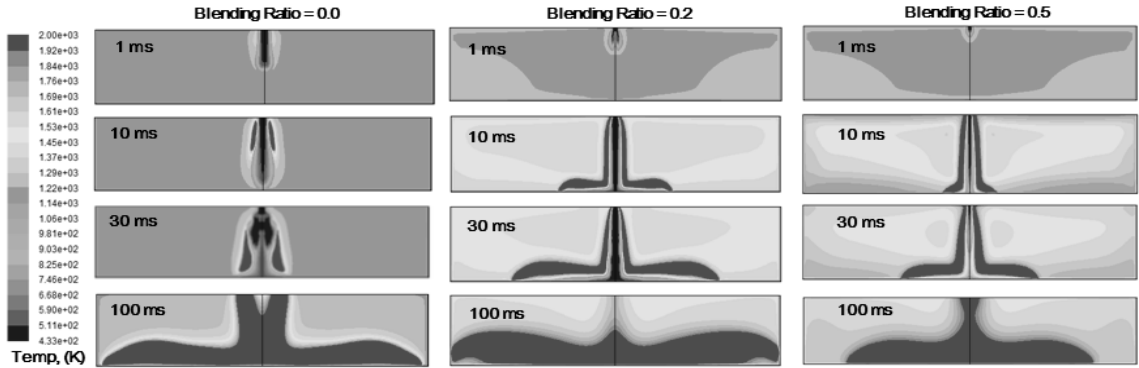 Blending Ratio = 0.0
Blending Ratio = 0.2
Blending Ratio = 0.5
2.00e+03
1.92e+03
1.84e+03
1.76e+03
1.69e+03
1.61e+03
1.53e+03
1.45e+03
1.37e+03
1.29e+03
1.22e+03
1.14e+03
1.06e+03
9.81e+02
9.03e+02
8.25e+02
7.46e+02
6.68e+02
5.90e+02
5.11e+02
4.33e+02
Temp, (K)
1 ms
1 ms
1 ms
10 ms
10 ms
10 ms
30 ms
30 ms
30 ms
100 ms
100 ms
100 ms